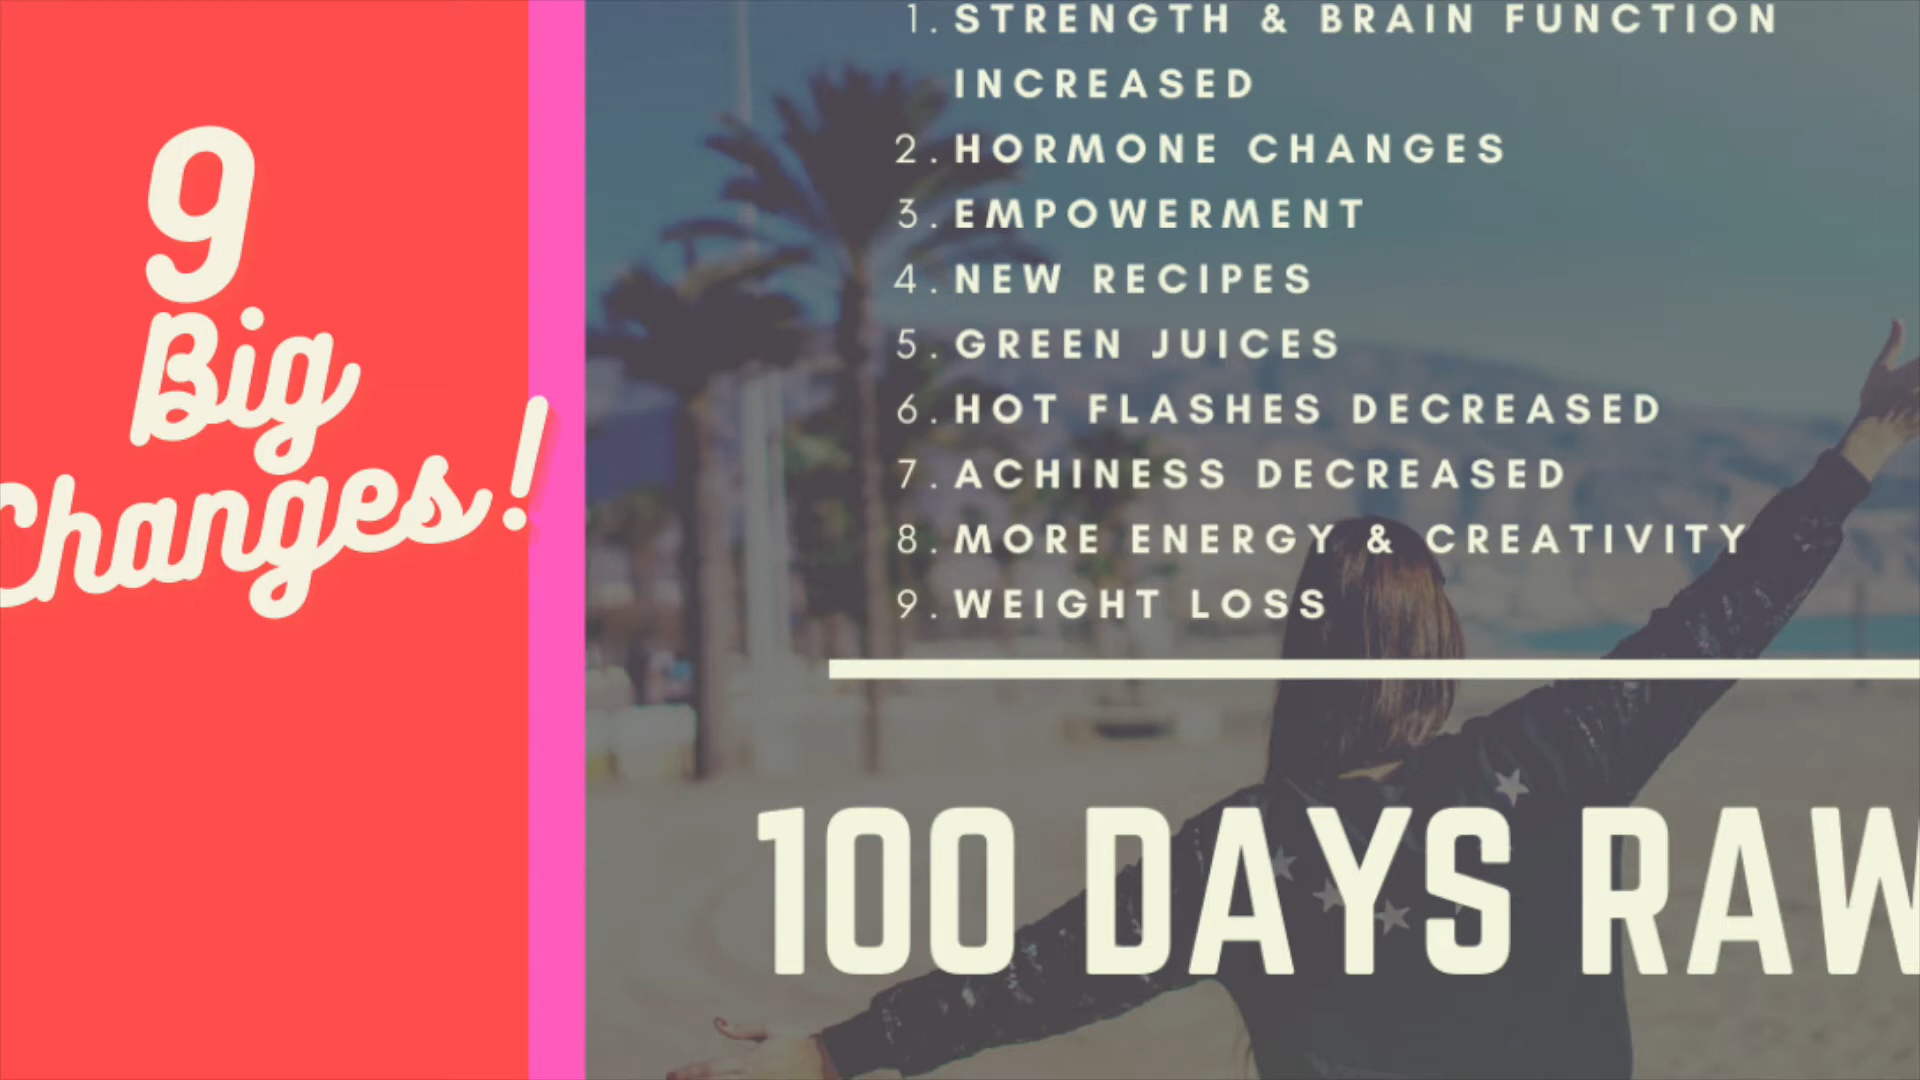 9
Big
Changes!
1. STRENGTH & BRAIN FUNCTION
INCREASED
2. HORMONE CHANGES
3. EMPOWERMENT
4. NEW RECIPES
5. GREEN JUICES
6. HOT FLASHES DECREASED
7. ACHINESS DECREASED
8. MORE ENERGY & CREATIVITY
9. WEIGHT LOSS
100 DAYS RAW